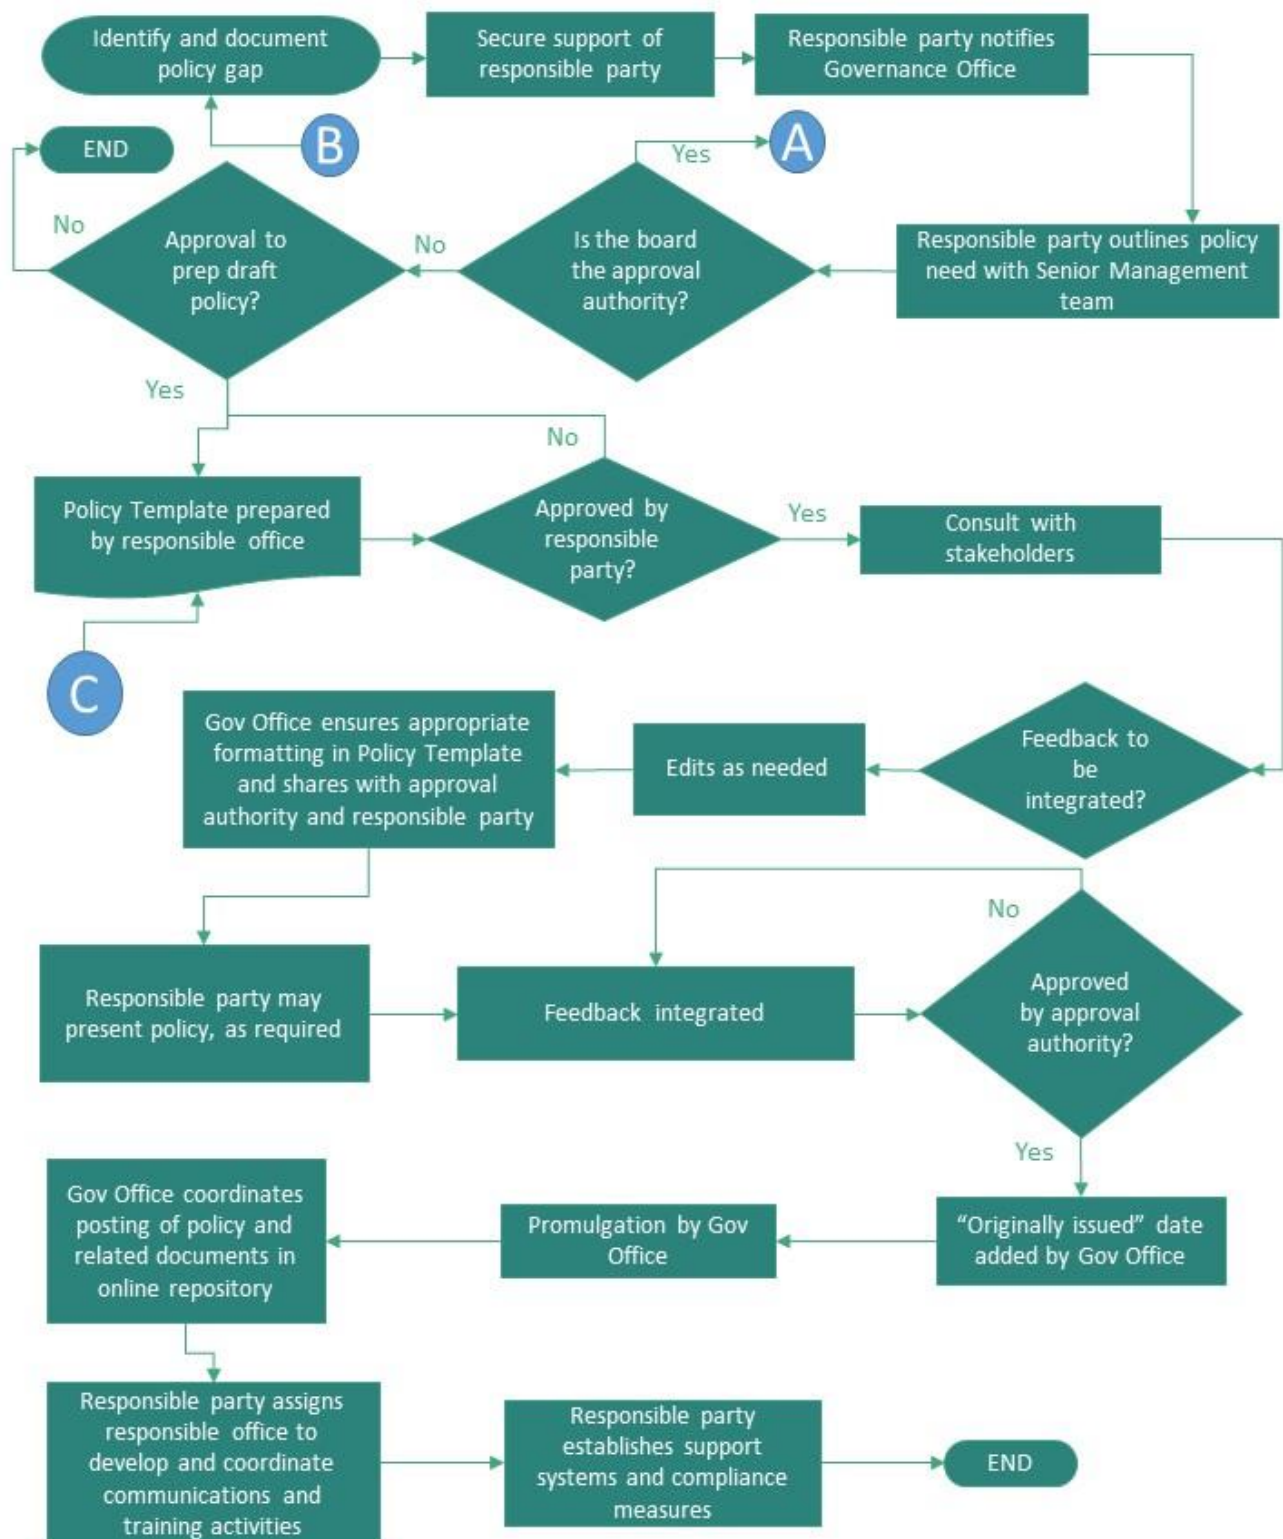 Identify and document
policy gap
Secure support of
responsible party
Responsible party notifies
Governance Office
END
B
Yes
A
No
Approval to
prep draft
policy?
No
Is the board
the approval
authority?
Responsible party outlines policy
need with Senior Management
team
Yes
No
Policy Template prepared
by responsible office
Approved by
responsible
party?
Yes
Consult with
stakeholders
C
Gov Office ensures appropriate
formatting in Policy Template
and shares with approval
authority and responsible party
Edits as needed
Feedback to
be
integrated?
No
Responsible party may
present policy, as required
Feedback integrated
Approved
by approval
authority?
Yes
Gov Office coordinates
posting of policy and
related documents in
online repository
Promulgation by Gov
Office
“Originally issued” date
added by Gov Office
Responsible party assigns
responsible office to
develop and coordinate
communications and
training activities
Responsible party
establishes support
systems and compliance
measures
END